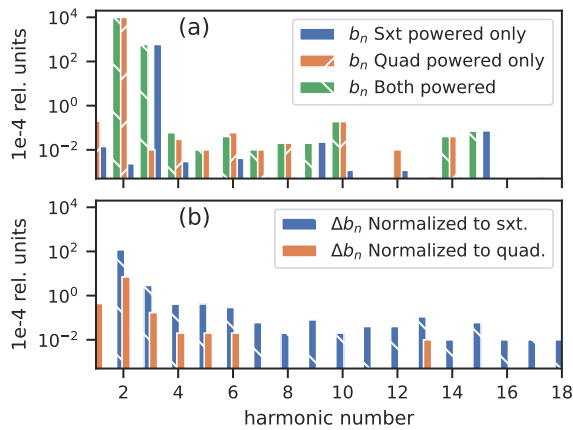 (a)
b_n Sxt powered only
b_n Quad powered only
b_n Both powered
1e-4 rel. units
10^4
10^2
10^0
10^−2
(b)
Δb_n Normalized to sxt.
Δb_n Normalized to quad.
1e-4 rel. units
10^4
10^2
10^0
10^−2
2 4 6 8 10 12 14 16 18
harmonic number